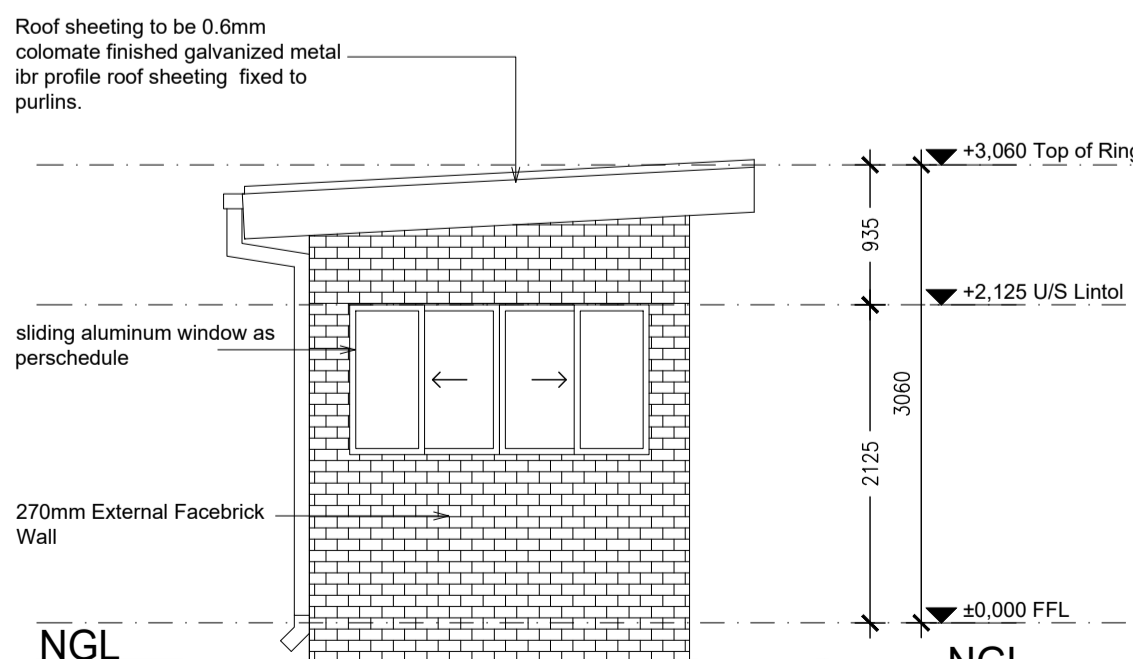 Roof sheeting to be 0.6mm
colomate finished galvanized metal
ibr profile roof sheeting fixed to
purlins.
+3,060 Top of Ring
935
+2,125 U/S Lintol
sliding aluminum window as
perschedule
3060
2125
270mm External Facebrick
Wall
±0,000 FFL
NGL
NGL